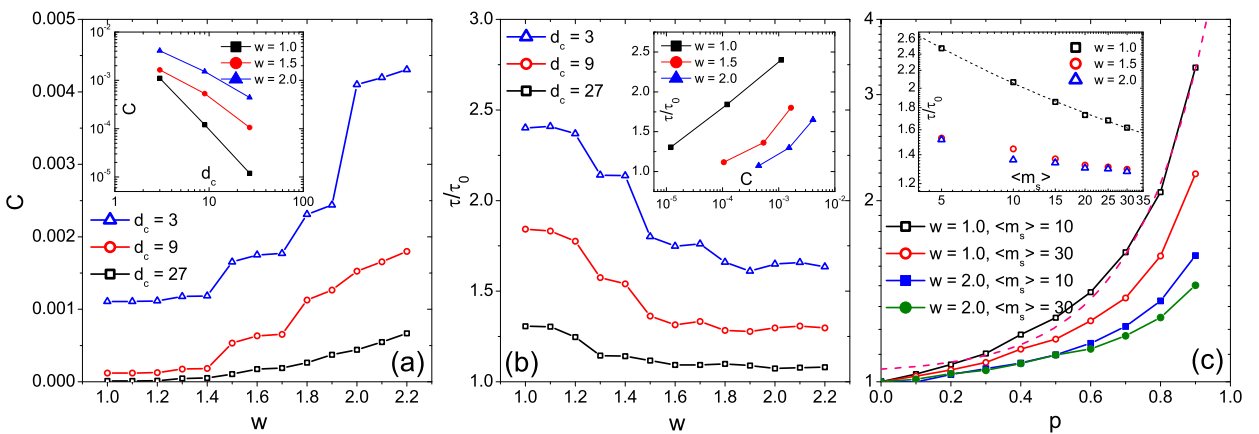 0.006
0.005
0.004
0.003
0.002
0.001
0.000
C
1.0 1.2 1.4 1.6 1.8 2.0 2.2
w
d_c = 3
d_c = 9
d_c = 27
(a)
10^-2
10^-3
10^-4
10^-5
C
1 10 100
d_c
w = 1.0
w = 1.5
w = 2.0
3.0
2.5
2.0
1.5
1.0
τ/τ_0
1.0 1.2 1.4 1.6 1.8 2.0 2.2
w
d_c = 3
d_c = 9
d_c = 27
(b)
2.5
2.0
1.5
1.0
τ/τ_0
10^-5 10^-4 10^-3 10^-2
C
w = 1.0
w = 1.5
w = 2.0
4
3
2
1
0.0 0.2 0.4 0.6 0.8 1.0
p
w = 1.0, <m_s> = 10
w = 1.0, <m_s> = 30
w = 2.0, <m_s> = 10
w = 2.0, <m_s> = 30
(c)
2.6
2.4
2.2
2.0
1.8
1.6
1.4
1.2
τ/τ_0
5 10 15 20 25 30 35
<m_s>
w = 1.0
w = 1.5
w = 2.0